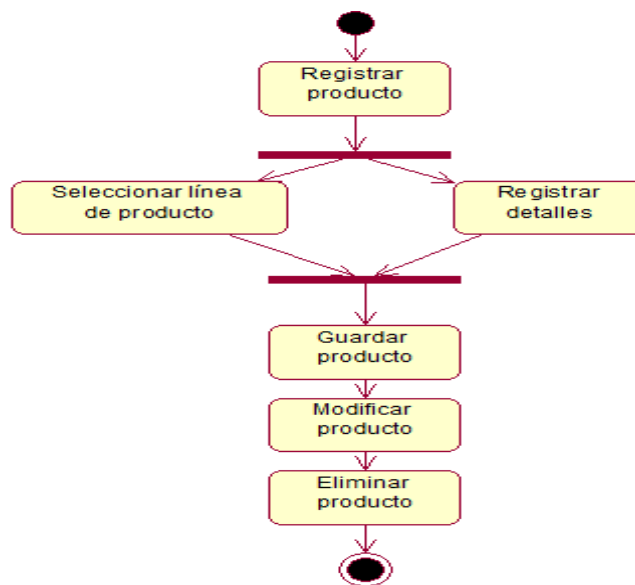 Registrar
producto
Seleccionar línea
de producto
Registrar
detalles
Guardar
producto
Modificar
producto
Eliminar
producto